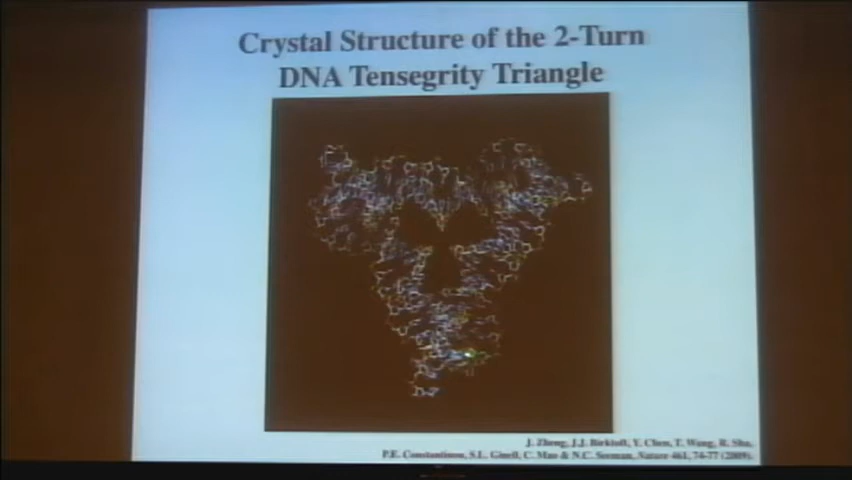 Crystal Structure of the 2-Turn
DNA Tensegrity Triangle
J. Zheng, J.J. Birktoft, Y. Chen, T. Wang, R. Sha,
P.E. Constantinou, S.L. Ginell, C. Mao & N.C. Seeman, Nature 461, 74-77 (2009).